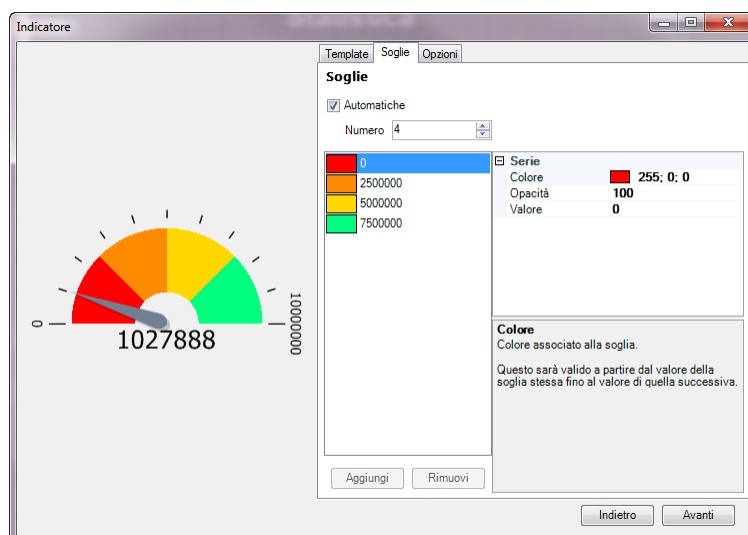 Indicatore
Template Soglie Opzioni
Soglie
Automatiche
Numero 4
0
2500000
5000000
7500000
Serie
Colore 255; 0; 0
Opacità 100
Valore 0
0
10000000
1027888
Colore
Colore associato alla soglia.
Questo sarà valido a partire dal valore della
soglia stessa fino al valore di quella successiva.
Aggiungi Rimuovi
Indietro Avanti